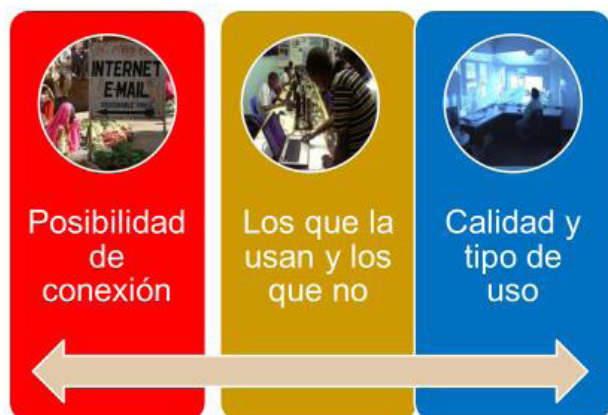 INTERNET
E-MAIL
Posibilidad
de
conexión
Los que la
usan y los
que no
Calidad y
tipo de
uso